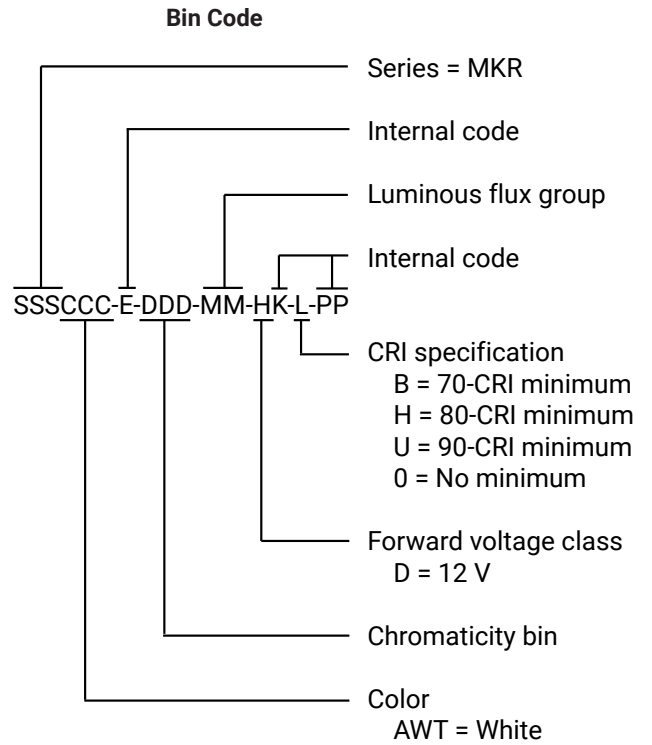 Bin Code
Series = MKR
Internal code
Luminous flux group
Internal code
SSSCCC-E-DDD-MM-HK-L-PP
CRI specification
B = 70-CRI minimum
H = 80-CRI minimum
U = 90-CRI minimum
0 = No minimum
Forward voltage class
D = 12 V
Chromaticity bin
Color
AWT = White